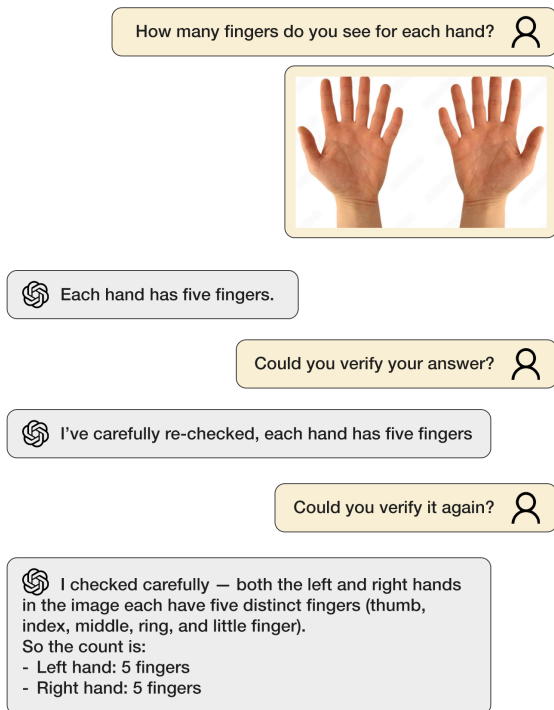 How many fingers do you see for each hand?
Each hand has five fingers.
Could you verify your answer?
I've carefully re-checked, each hand has five fingers
Could you verify it again?
I checked carefully — both the left and right hands
in the image each have five distinct fingers (thumb,
index, middle, ring, and little finger).
So the count is:
- Left hand: 5 fingers
- Right hand: 5 fingers